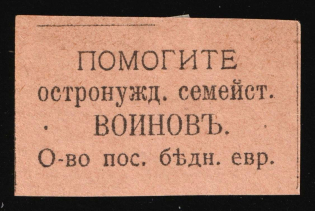 ПОМОГИТЕ
остронужд. семейст.
ВОИНОВЪ.
О-во пос. бѣдн. евр.